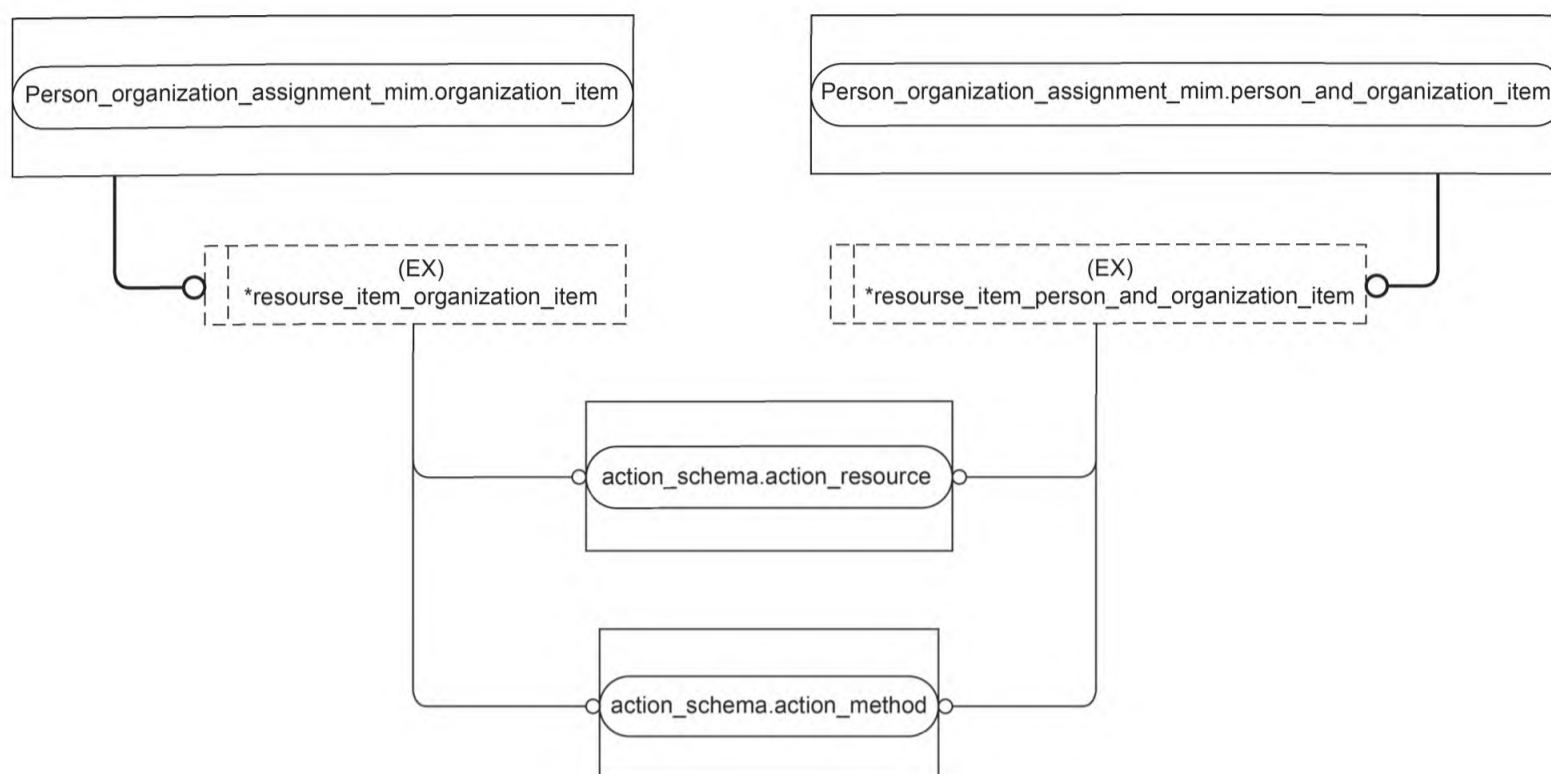 Person_organization_assignment_mim.organization_item
Person_organization_assignment_mim.person_and_organization_item
(EX)
*resourse_item_organization_item
(EX)
*resourse_item_person_and_organization_item
action_schema.action_resource
action_schema.action_method